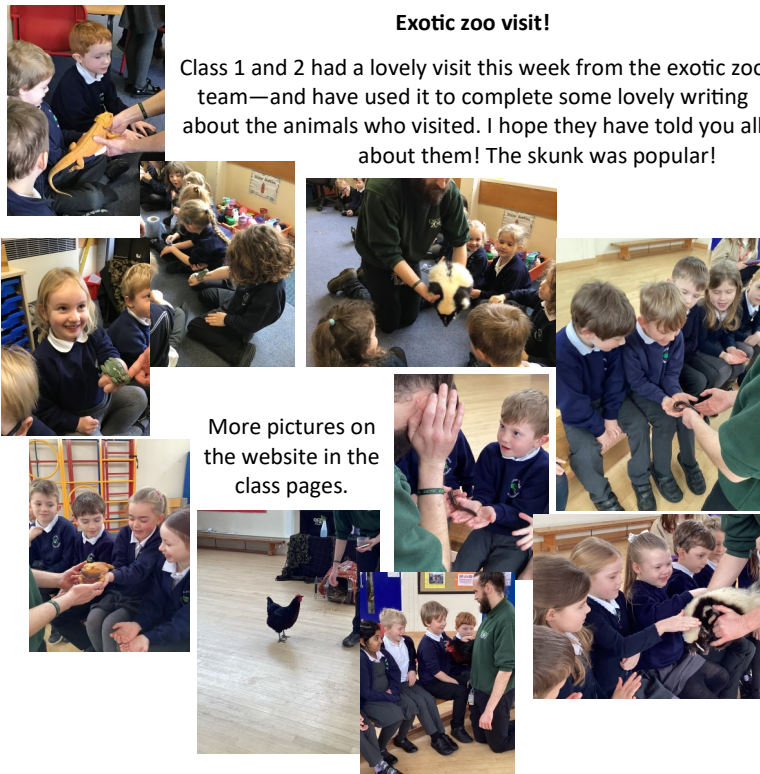 Exotic zoo visit!
Class 1 and 2 had a lovely visit this week from the exotic zoo
team—and have used it to complete some lovely writing
about the animals who visited. I hope they have told you all
about them! The skunk was popular!
More pictures on
the website in the
class pages.